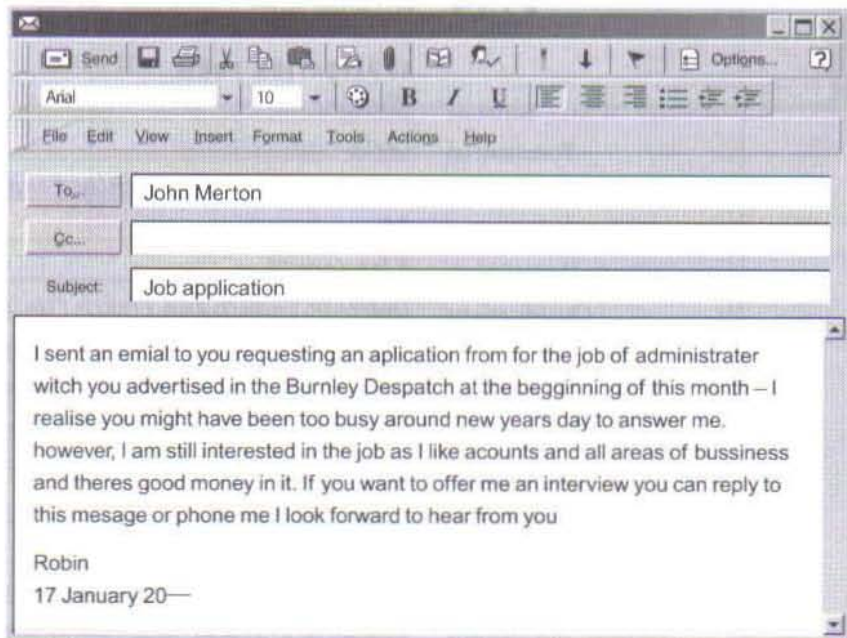 Send Options... ?
Arial 10 B I U
File Edit View Insert Format Tools Actions Help
To... John Merton
Cc...
Subject: Job application
I sent an emial to you requesting an aplication from for the job of administrater
witch you advertised in the Burnley Despatch at the begginning of this month – I
realise you might have been too busy around new years day to answer me.
however, I am still interested in the job as I like acounts and all areas of bussiness
and theres good money in it. If you want to offer me an interview you can reply to
this mesage or phone me I look forward to hear from you
Robin
17 January 20—